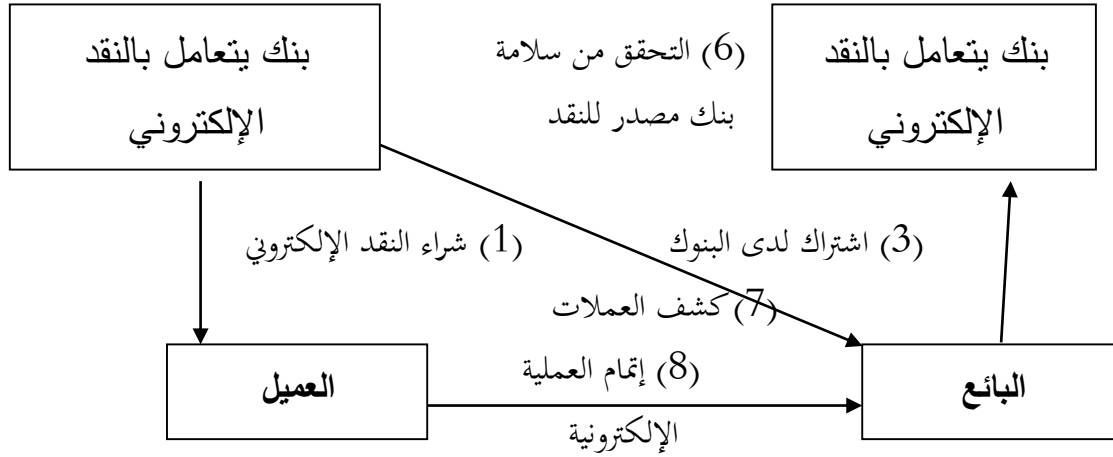 بنك يتعامل بالنقد
الإلكتروني
(6) التحقق من سلامة
بنك مصدر للنقد
بنك يتعامل بالنقد
الإلكتروني
(3) اشتراك لدى البنوك
(1) شراء النقد الإلكتروني
(7) كشف العملات
البائع
(8) إتمام العملية
الإلكترونية
العميل